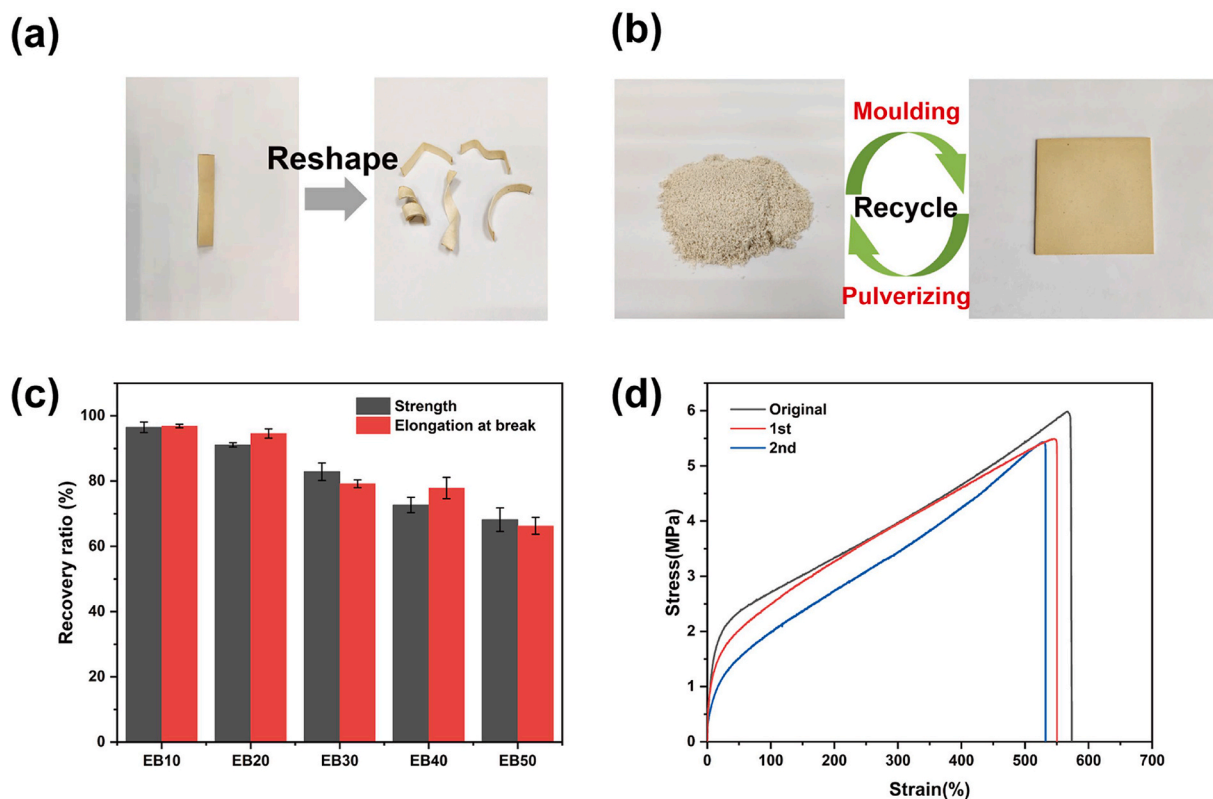 (a)
Reshape
(b)
Moulding
Recycle
Pulverizing
(c)
Strength
Elongation at break
Recovery ratio (%)
100
80
60
40
20
0
EB10
EB20
EB30
EB40
EB50
(d)
Original
1st
2nd
Stress(MPa)
6
5
4
3
2
1
0
0
100
200
300
400
500
600
700
Strain(%)